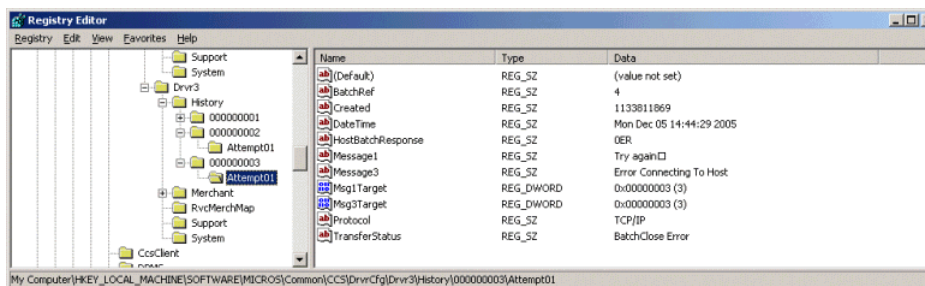 Registry Editor
Registry Edit View Favorites Help
Support
System
Drvr3
History
000000001
000000002
Attempt01
000000003
Attempt01
Merchant
RvcMerchMap
Support
System
CcsClient
Name Type Data
(Default) REG_SZ (value not set)
BatchRef REG_SZ 4
Created REG_SZ 1133811869
DateTime REG_SZ Mon Dec 05 14:44:29 2005
HostBatchResponse REG_SZ 0ER
Message1 REG_SZ Try again□
Message3 REG_SZ Error Connecting To Host
Msg1Target REG_DWORD 0x00000003 (3)
Msg3Target REG_DWORD 0x00000003 (3)
Protocol REG_SZ TCP/IP
TransferStatus REG_SZ BatchClose Error
My Computer\HKEY_LOCAL_MACHINE\SOFTWARE\MICROS\Common\CCS\DrvrCfg\Drvr3\History\000000003\Attempt01